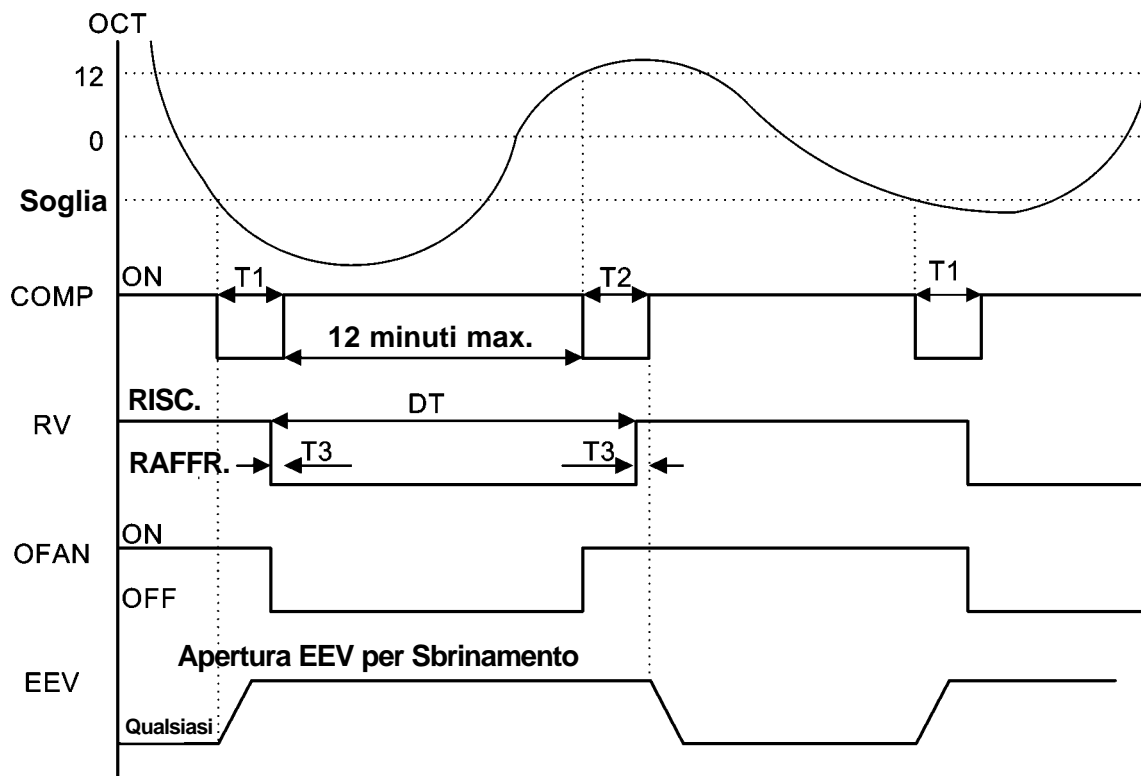 OCT
12
0
Soglia
ON
T1
T2
T1
COMP
12 minuti max.
RISC.
DT
RV
RAFFR.
T3
T3
ON
OFAN
OFF
Apertura EEV per Sbrinamento
EEV
Qualsiasi